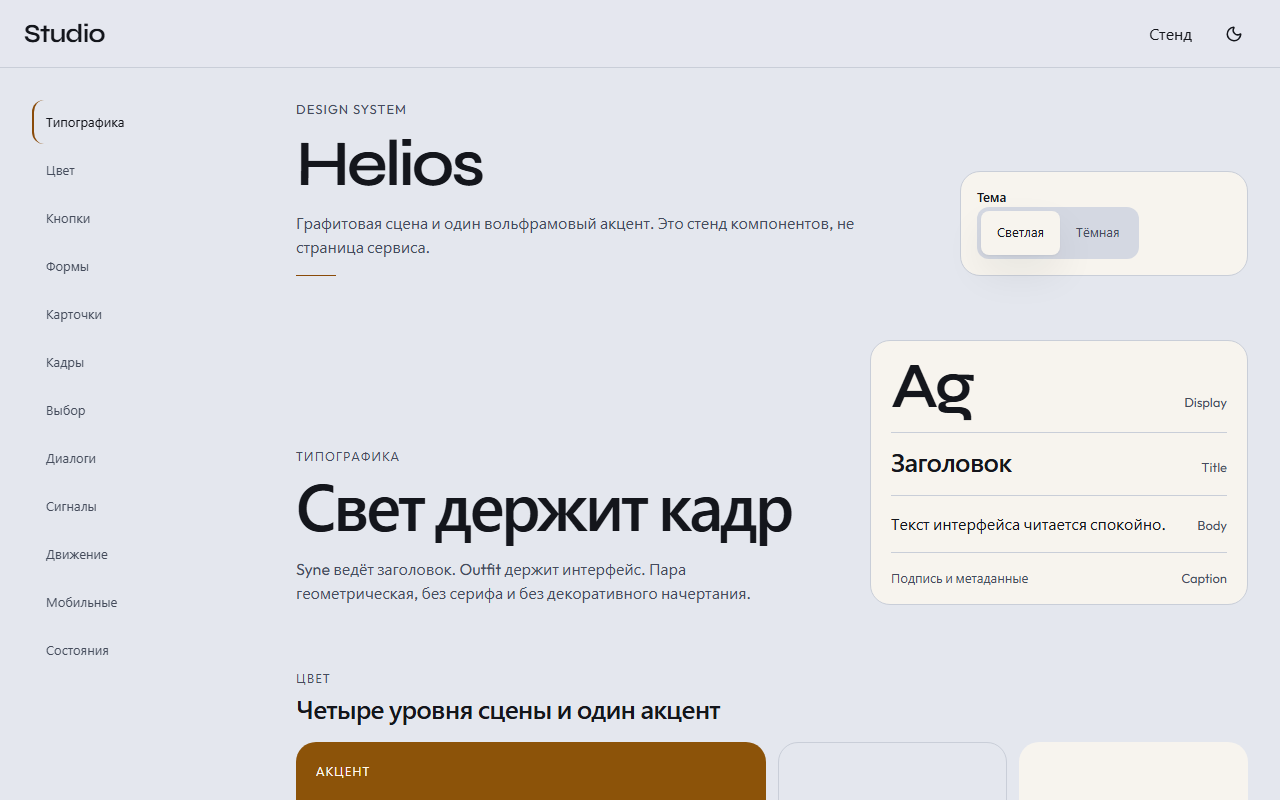 Studio
Стенд
Типографика
Цвет
Кнопки
Формы
Карточки
Кадры
Выбор
Диалоги
Сигналы
Движение
Мобильные
Состояния
DESIGN SYSTEM
Helios
Графитовая сцена и один вольфрамовый акцент. Это стенд компонентов, не
страница сервиса.
Тема
Светлая
Тёмная
ТИПОГРАФИКА
Свет держит кадр
Syne ведёт заголовок. Outfit держит интерфейс. Пара
геометрическая, без серифа и без декоративного начертания.
Ag
Display
Заголовок
Title
Текст интерфейса читается спокойно.
Body
Подпись и метаданные
Caption
ЦВЕТ
Четыре уровня сцены и один акцент
АКЦЕНТ